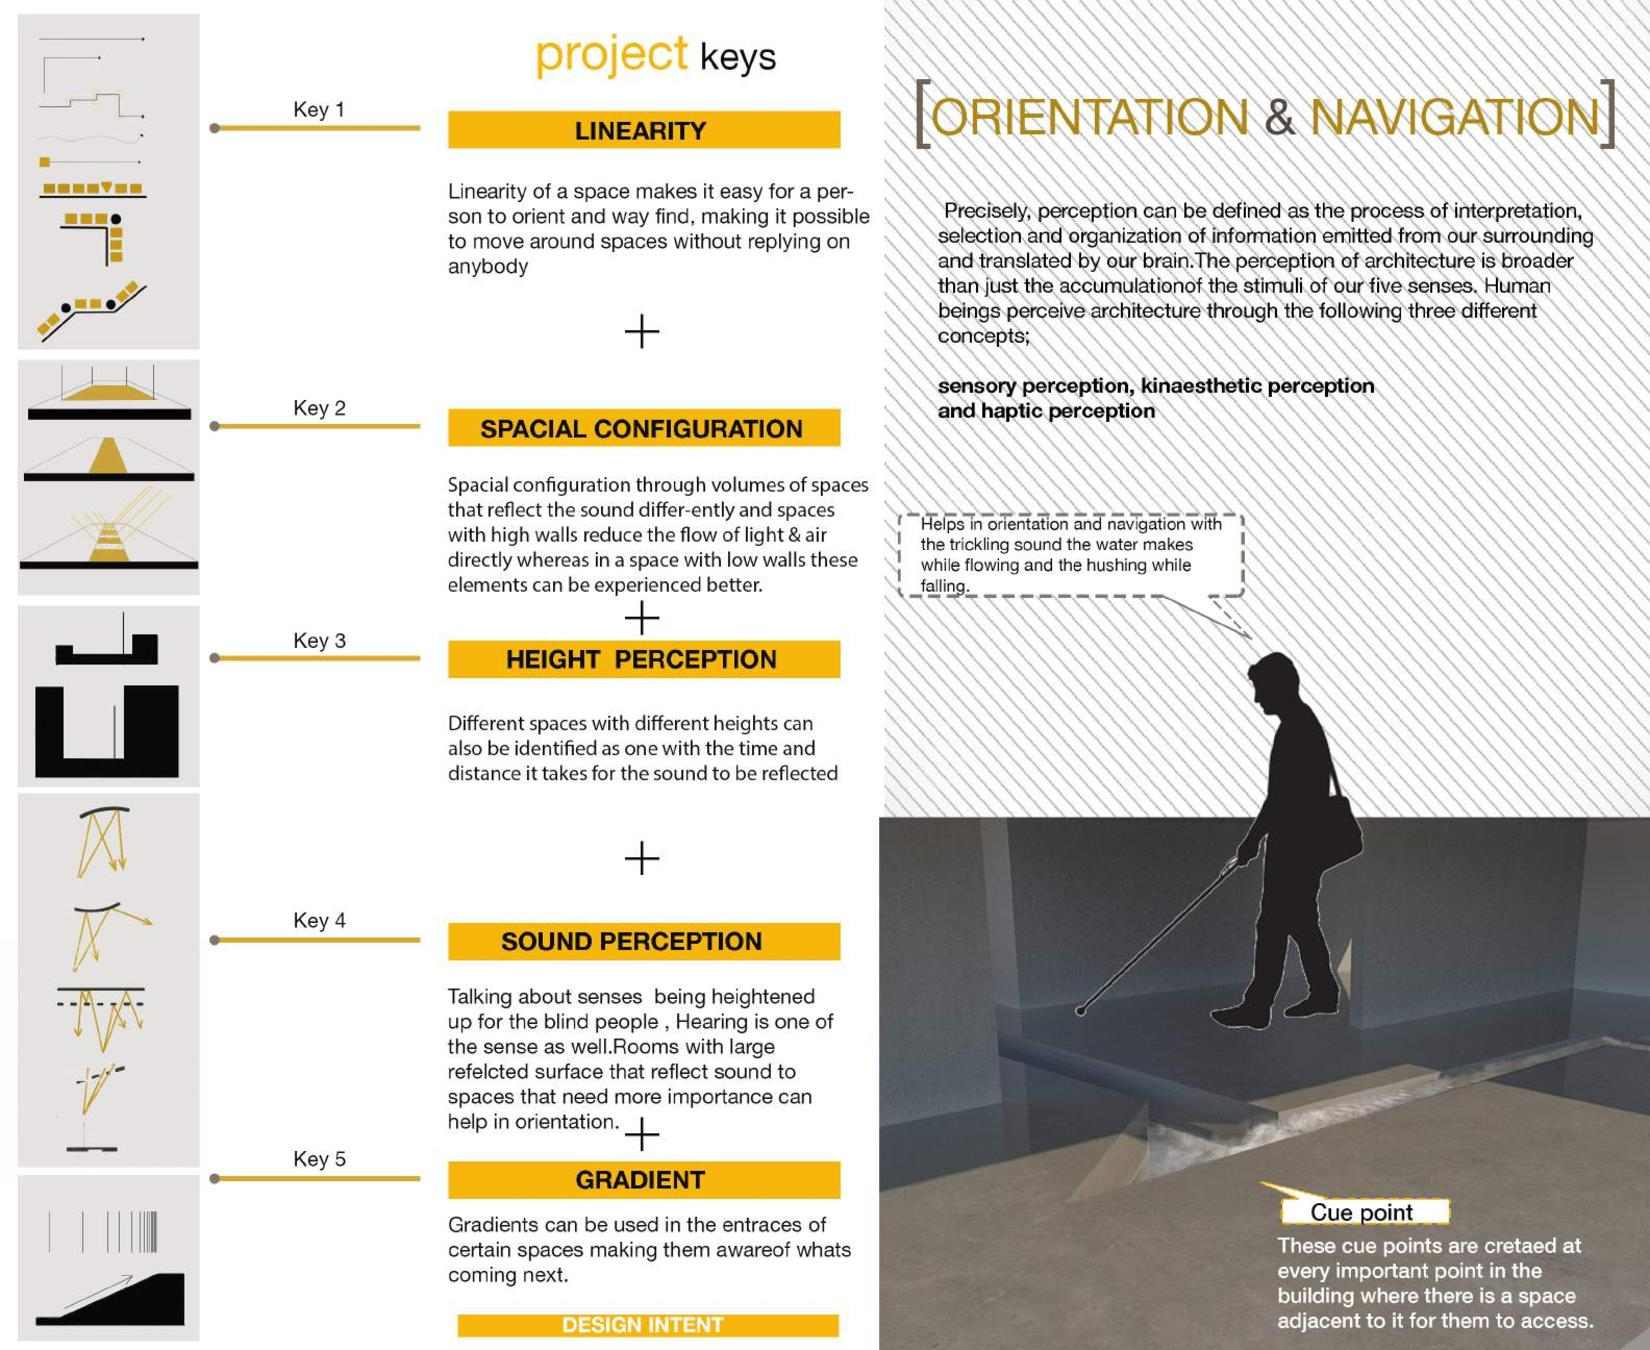 project keys
Key 1
LINEARITY
Linearity of a space makes it easy for a per-
son to orient and way find, making it possible
to move around spaces without replying on
anybody
+
Key 2
SPACIAL CONFIGURATION
Spacial configuration through volumes of spaces
that reflect the sound differ-ently and spaces
with high walls reduce the flow of light & air
directly whereas in a space with low walls these
elements can be experienced better.
+
Key 3
HEIGHT PERCEPTION
Different spaces with different heights can
also be identified as one with the time and
distance it takes for the sound to be reflected
+
Key 4
SOUND PERCEPTION
Talking about senses being heightened
up for the blind people , Hearing is one of
the sense as well.Rooms with large
refelcted surface that reflect sound to
spaces that need more importance can
help in orientation.
+
Key 5
GRADIENT
Gradients can be used in the entraces of
certain spaces making them awareof whats
coming next.
DESIGN INTENT
[ORIENTATION & NAVIGATION]
Precisely, perception can be defined as the process of interpretation,
selection and organization of information emitted from our surrounding
and translated by our brain.The perception of architecture is broader
than just the accumulationof the stimuli of our five senses. Human
beings perceive architecture through the following three different
concepts;
sensory perception, kinaesthetic perception
and haptic perception
Helps in orientation and navigation with
the trickling sound the water makes
while flowing and the hushing while
falling.
Cue point
These cue points are cretaed at
every important point in the
building where there is a space
adjacent to it for them to access.